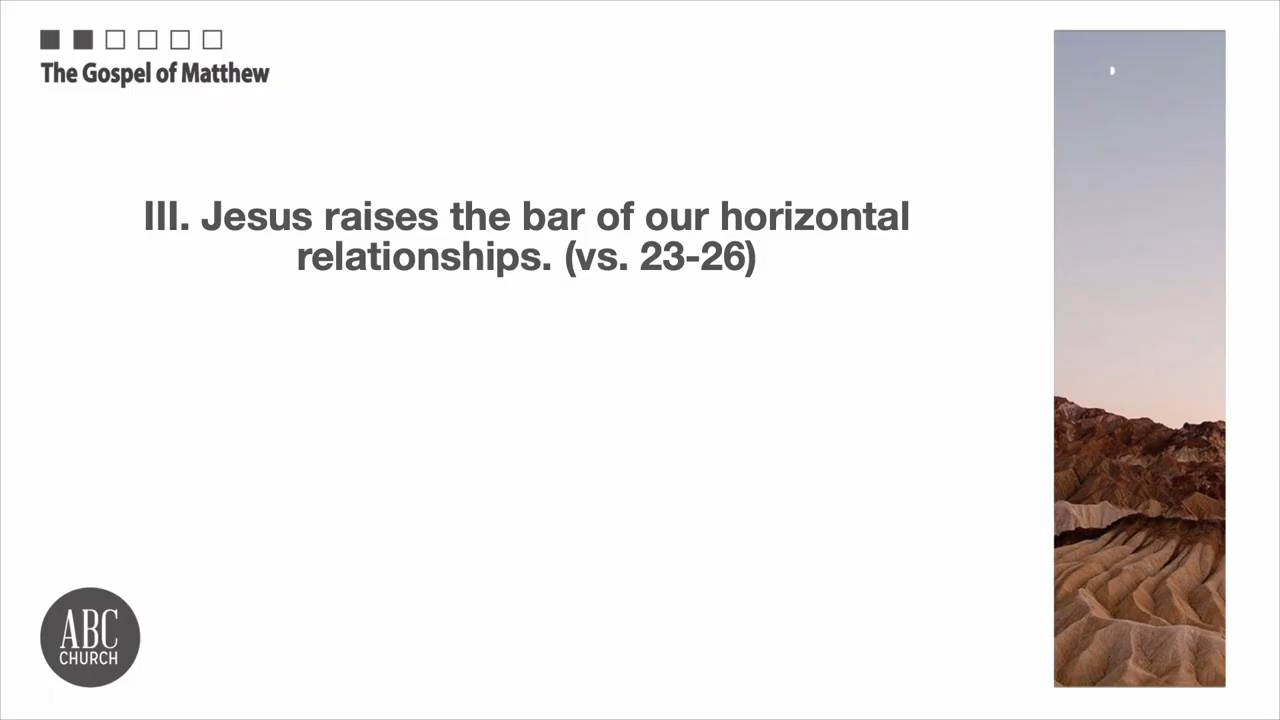 The Gospel of Matthew
III. Jesus raises the bar of our horizontal
relationships. (vs. 23-26)
ABC
CHURCH